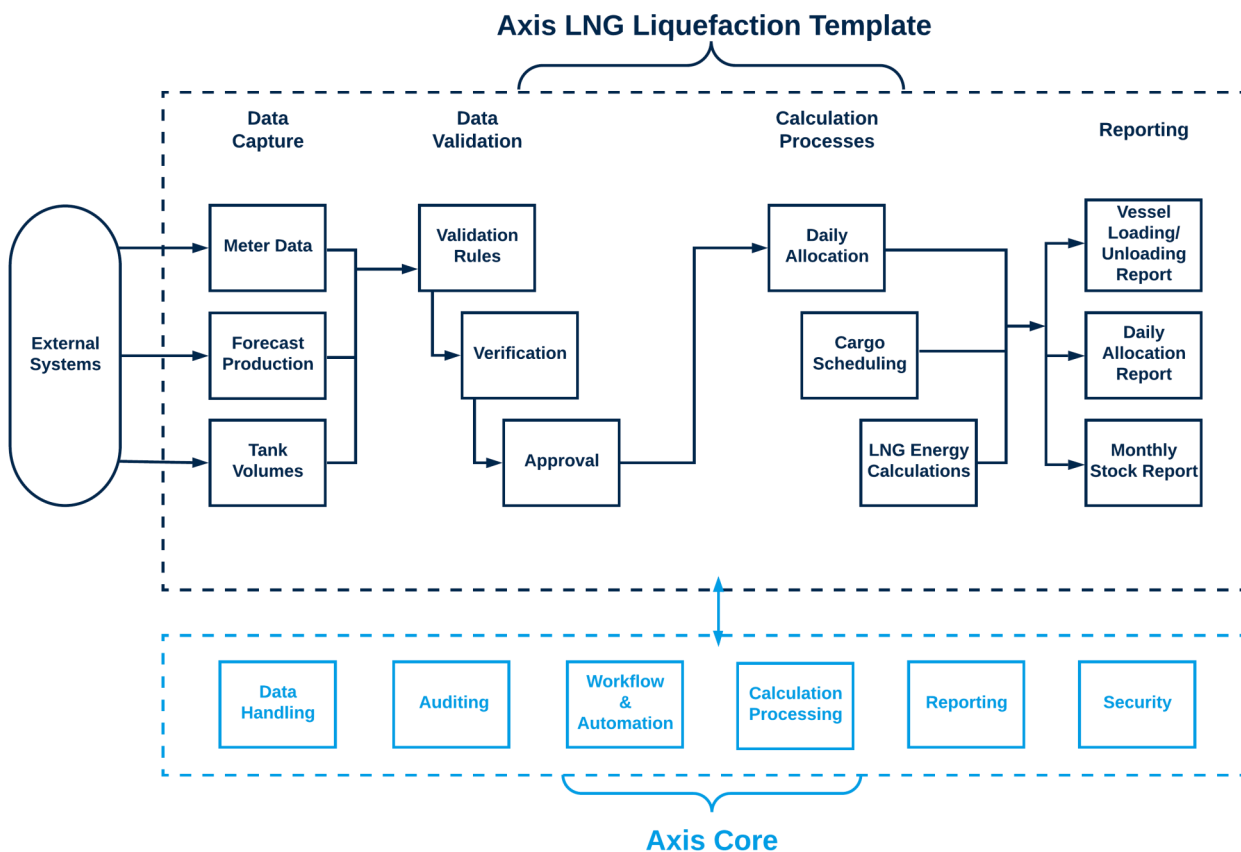 Axis LNG Liquefaction Template
Data
Capture
Data
Validation
Calculation
Processes
Reporting
External
Systems
Meter Data
Forecast
Production
Tank
Volumes
Validation
Rules
Verification
Approval
Daily
Allocation
Cargo
Scheduling
LNG Energy
Calculations
Vessel
Loading/
Unloading
Report
Daily
Allocation
Report
Monthly
Stock Report
Data
Handling
Auditing
Workflow
&
Automation
Calculation
Processing
Reporting
Security
Axis Core